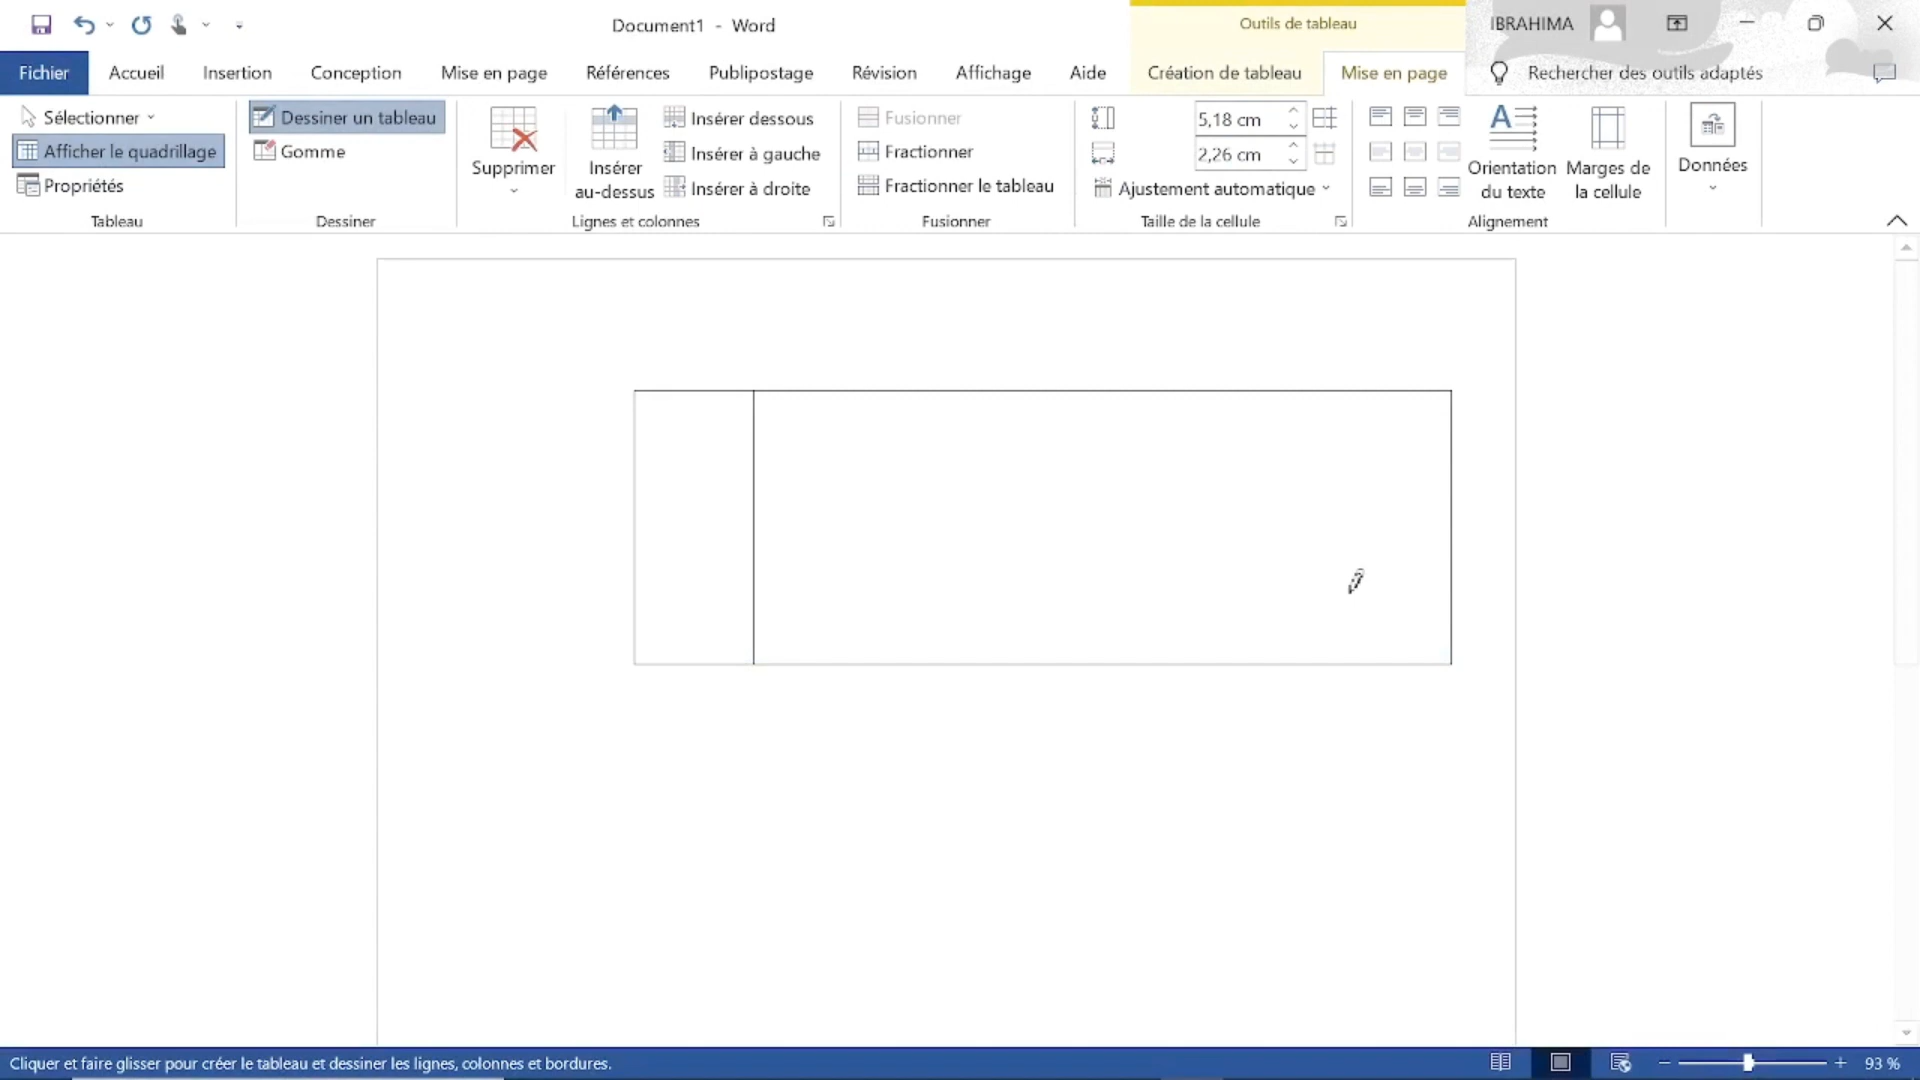 Document1 - Word
Outils de tableau
IBRAHIMA
Fichier
Accueil
Insertion
Conception
Mise en page
Références
Publipostage
Révision
Affichage
Aide
Création de tableau
Mise en page
Rechercher des outils adaptés
Sélectionner
Afficher le quadrillage
Propriétés
Tableau
Dessiner un tableau
Gomme
Dessiner
Supprimer
Insérer
au-dessus
Insérer dessous
Insérer à gauche
Insérer à droite
Lignes et colonnes
Fusionner
Fractionner
Fractionner le tableau
Fusionner
5,18 cm
2,26 cm
Ajustement automatique
Taille de la cellule
Orientation
du texte
Marges de
la cellule
Alignement
Données
Cliquer et faire glisser pour créer le tableau et dessiner les lignes, colonnes et bordures.
93 %